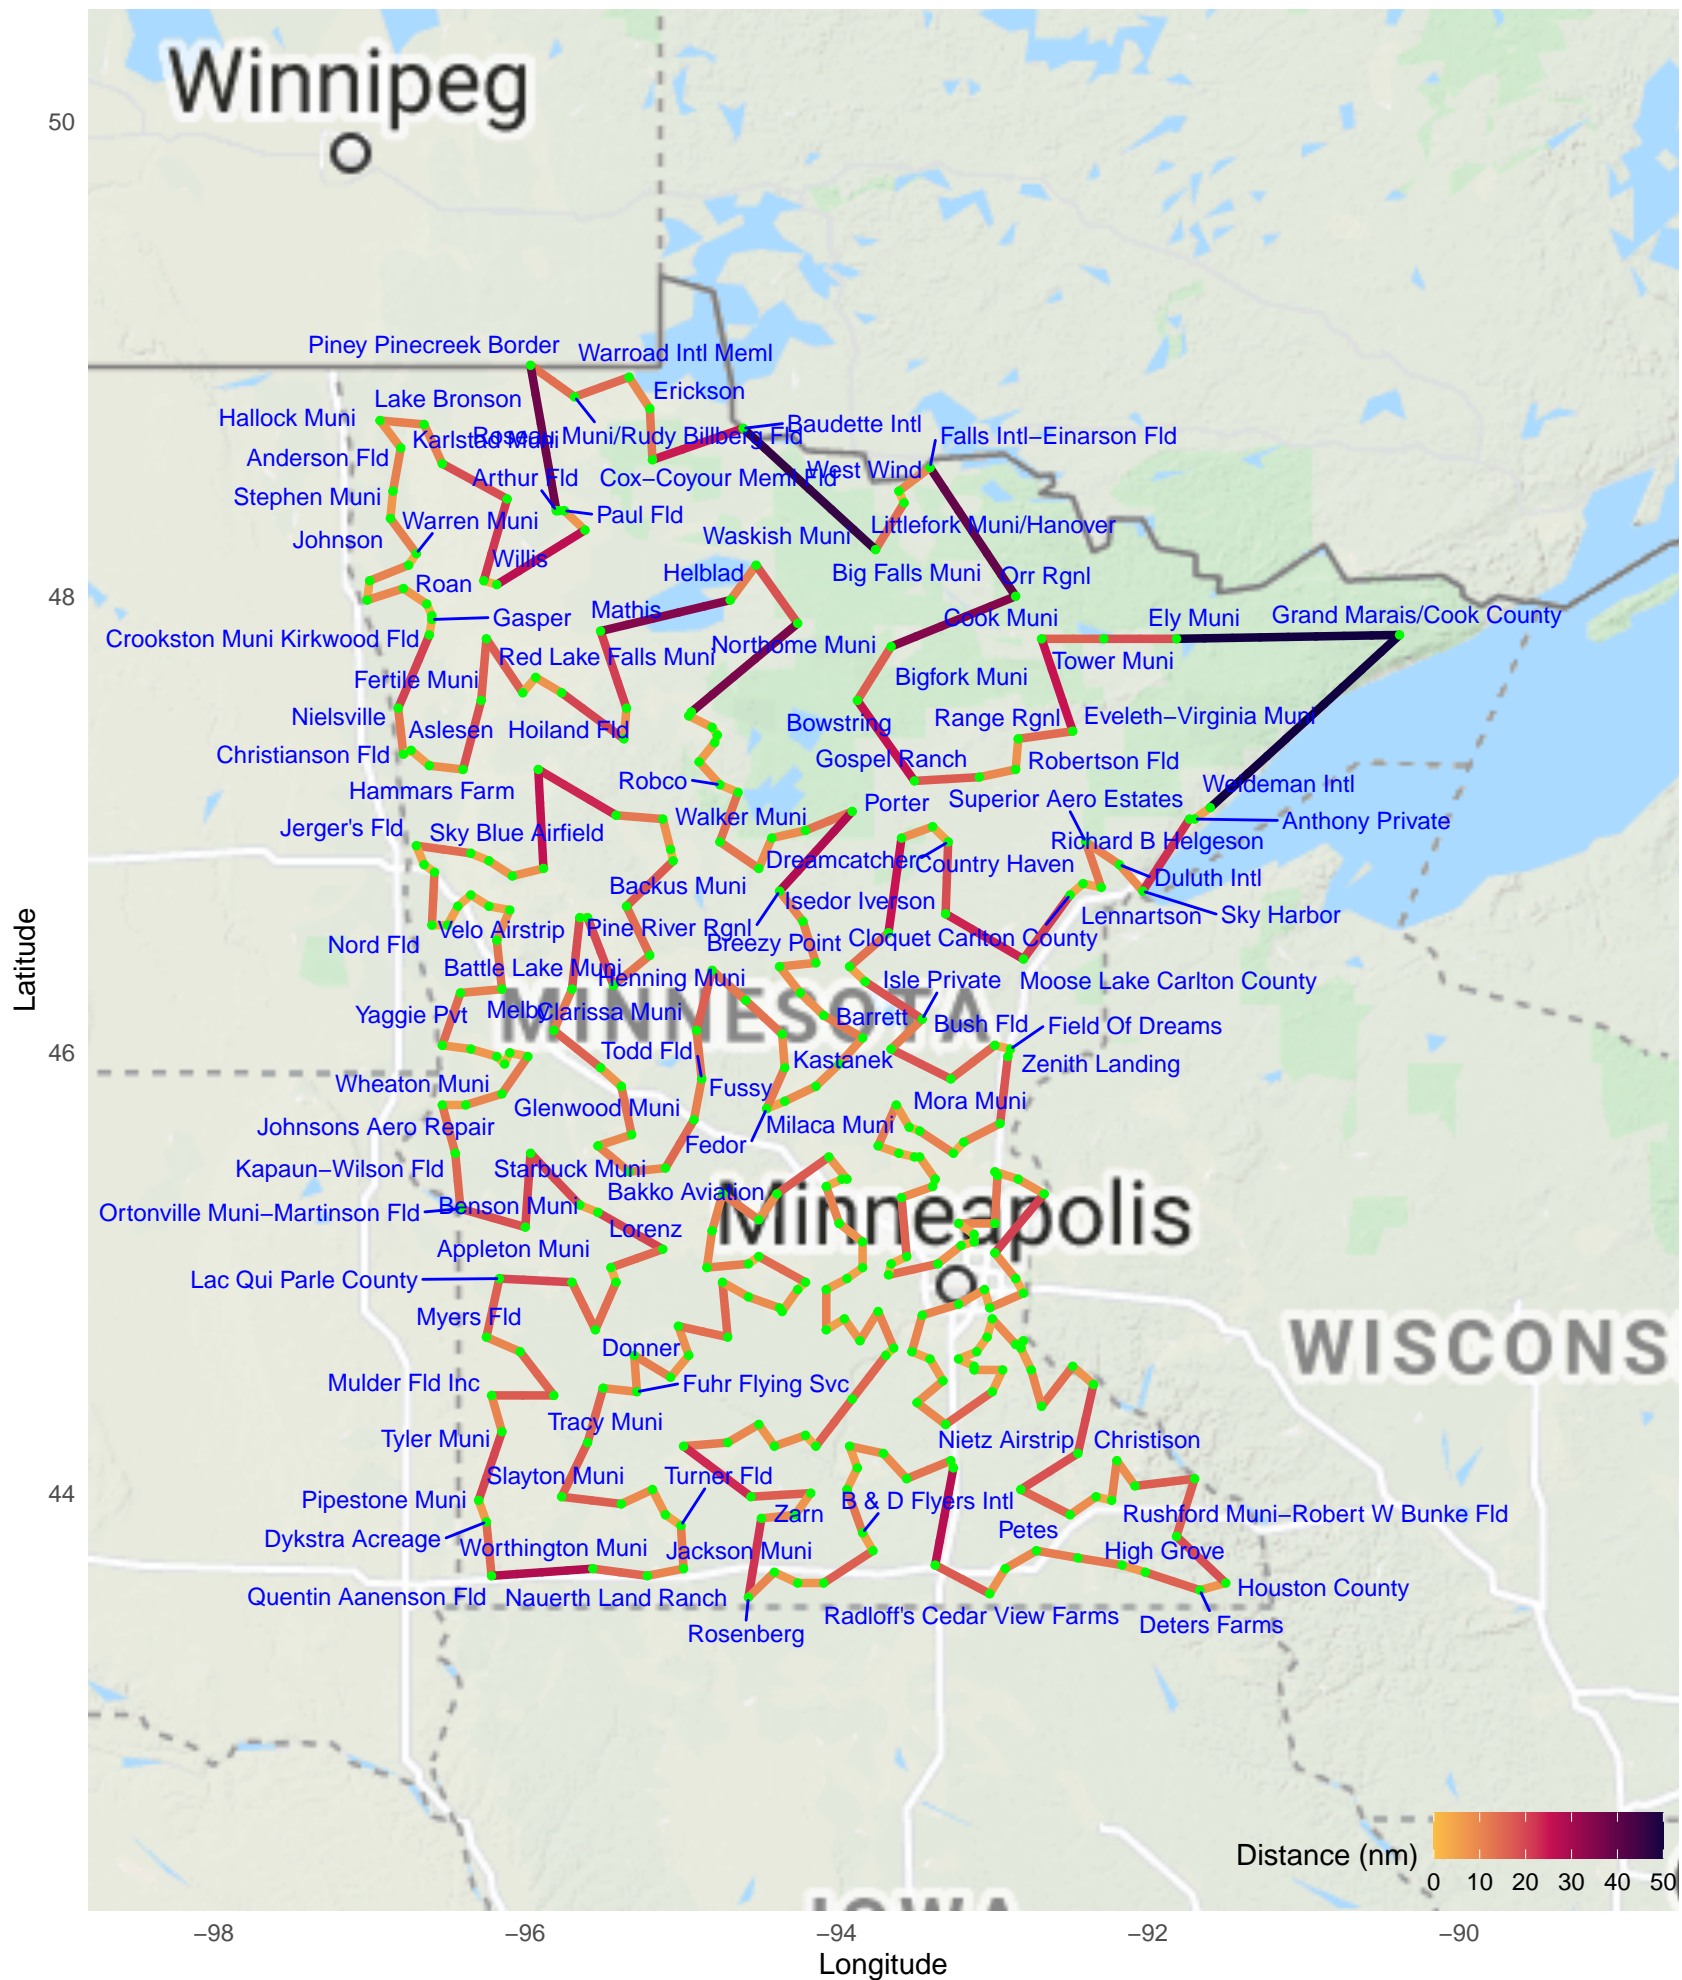 Winnipeg
50
Piney Pinecreek Border
Warroad Intl Meml
Lake Bronson
Erickson
Hallock Muni
Baudette Intl
Karlstad Muni
Roseau Muni/Rudy Billberg Fld
Falls Intl−Einarson Fld
Anderson Fld
Arthur Fld
Cox−Coyour Meml Fld
West Wind
Stephen Muni
Warren Muni
Paul Fld
Littlefork Muni/Hanover
Johnson
Waskish Muni
Willis
Helblad
Big Falls Muni
Orr Rgnl
Roan
48
Gasper
Mathis
Cook Muni
Ely Muni
Grand Marais/Cook County
Crookston Muni Kirkwood Fld
Red Lake Falls Muni
Northome Muni
Tower Muni
Fertile Muni
Bigfork Muni
Nielsville
Aslesen
Hoiland Fld
Bowstring
Range Rgnl
Eveleth−Virginia Muni
Christianson Fld
Gospel Ranch
Robertson Fld
Robco
Hammars Farm
Weideman Intl
Walker Muni
Porter
Superior Aero Estates
Anthony Private
Jerger's Fld
Sky Blue Airfield
Richard B Helgeson
Dreamcatcher
Country Haven
Duluth Intl
Backus Muni
Isedor Iverson
Lennartson
Sky Harbor
Nord Fld
Velo Airstrip
Pine River Rgnl
Breezy Point
Cloquet Carlton County
Latitude
Battle Lake Muni
Henning Muni
Isle Private
Moose Lake Carlton County
MINNESOTA
Yaggie Pvt
Melby
Clarissa Muni
Barrett
Bush Fld
Field Of Dreams
46
Todd Fld
Kastanek
Zenith Landing
Wheaton Muni
Glenwood Muni
Fussy
Mora Muni
Johnsons Aero Repair
Fedor
Milaca Muni
Kapaun−Wilson Fld
Starbuck Muni
Bakko Aviation
Minneapolis
Ortonville Muni−Martinson Fld
Benson Muni
Lorenz
Appleton Muni
Lac Qui Parle County
Myers Fld
WISCONS
Donner
Mulder Fld Inc
Fuhr Flying Svc
Tyler Muni
Tracy Muni
Nietz Airstrip
Christison
Slayton Muni
Turner Fld
44
Pipestone Muni
Zarn
B & D Flyers Intl
Rushford Muni−Robert W Bunke Fld
Dykstra Acreage
Worthington Muni
Jackson Muni
Petes
High Grove
Quentin Aanenson Fld
Nauerth Land Ranch
Houston County
Rosenberg
Radloff's Cedar View Farms
Deters Farms
Distance (nm)
0 10 20 30 40 50
IOWA
−98 −96 −94 −92 −90
Longitude